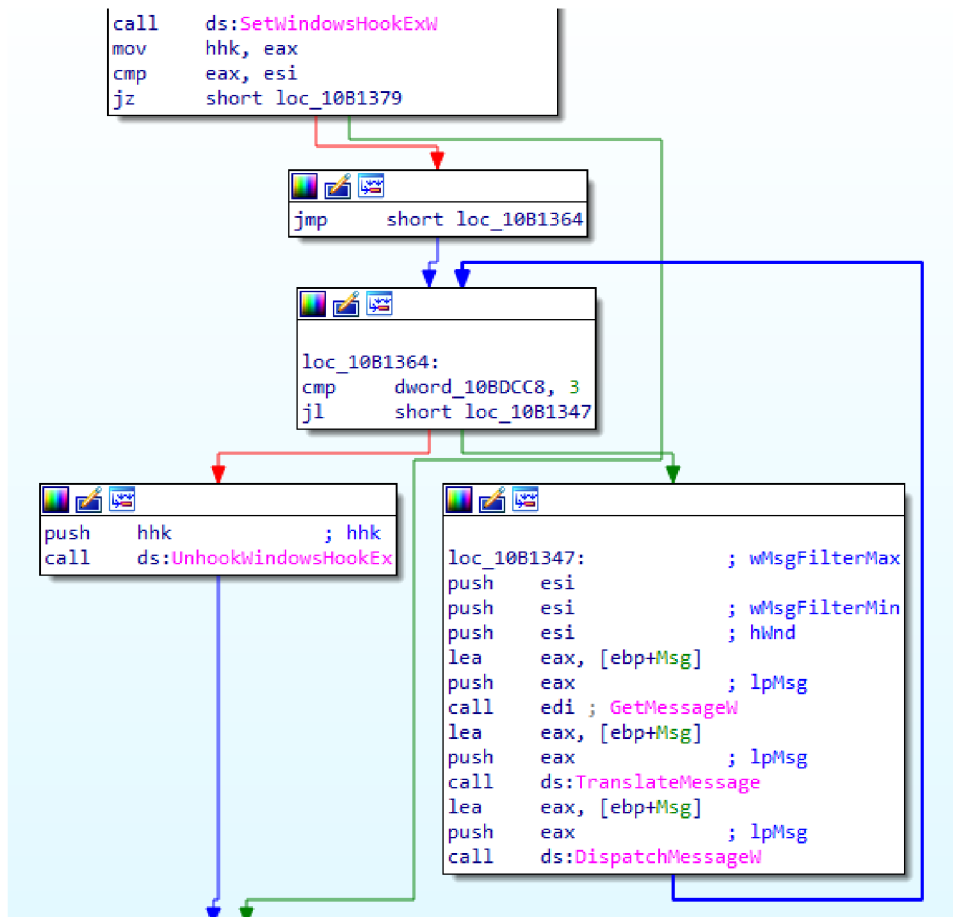 call ds:SetWindowsHookExW
mov hhk, eax
cmp eax, esi
jz short loc_10B1379
jmp short loc_10B1364
loc_10B1364:
cmp dword_10BDCC8, 3
jl short loc_10B1347
push hhk ; hhk
call ds:UnhookWindowsHookEx
loc_10B1347: ; wMsgFilterMax
push esi
push esi ; wMsgFilterMin
push esi ; hWnd
lea eax, [ebp+Msg]
push eax ; lpMsg
call edi ; GetMessageW
lea eax, [ebp+Msg]
push eax ; lpMsg
call ds:TranslateMessage
lea eax, [ebp+Msg]
push eax ; lpMsg
call ds:DispatchMessageW